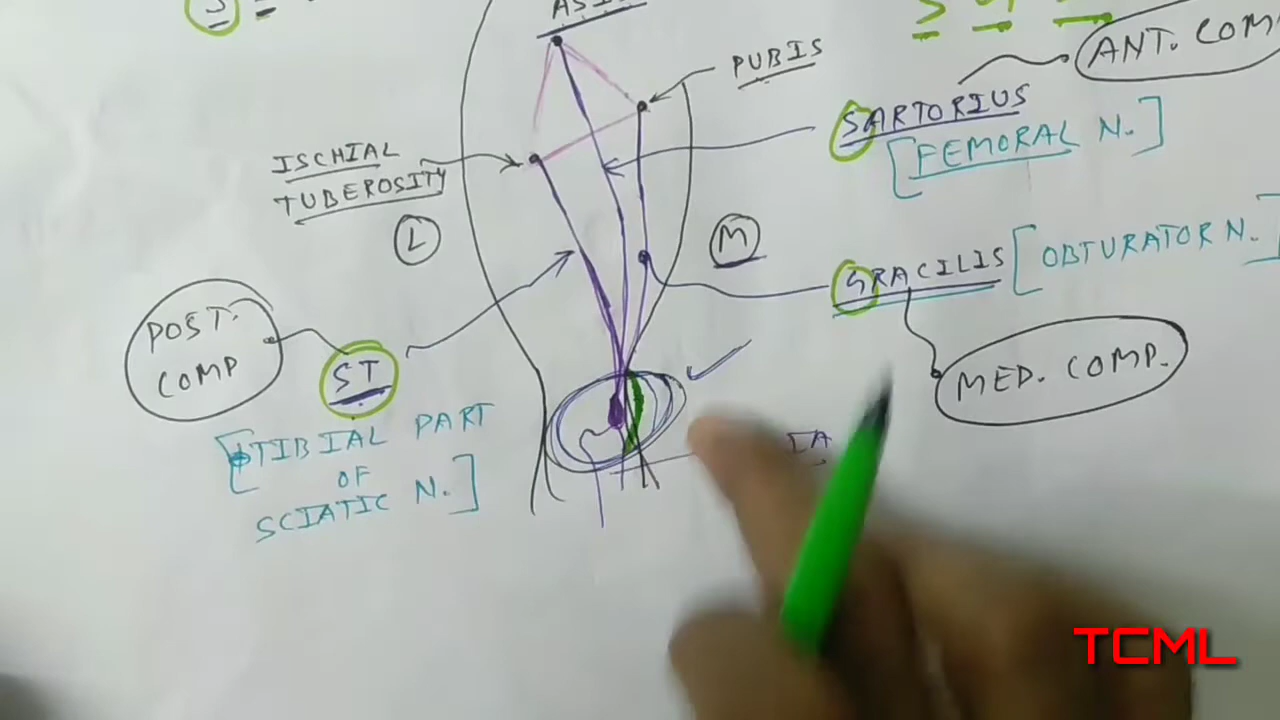 S
S
ASI
PUBIS
ANT. COM
SARTORIUS
[FEMORAL N.]
ISCHIAL
TUBEROSITY
L
M
GRACILIS [OBTURATOR N.]
POST.
COMP
ST
MED. COMP.
[TIBIAL PART
OF
SCIATIC N.]
TCML